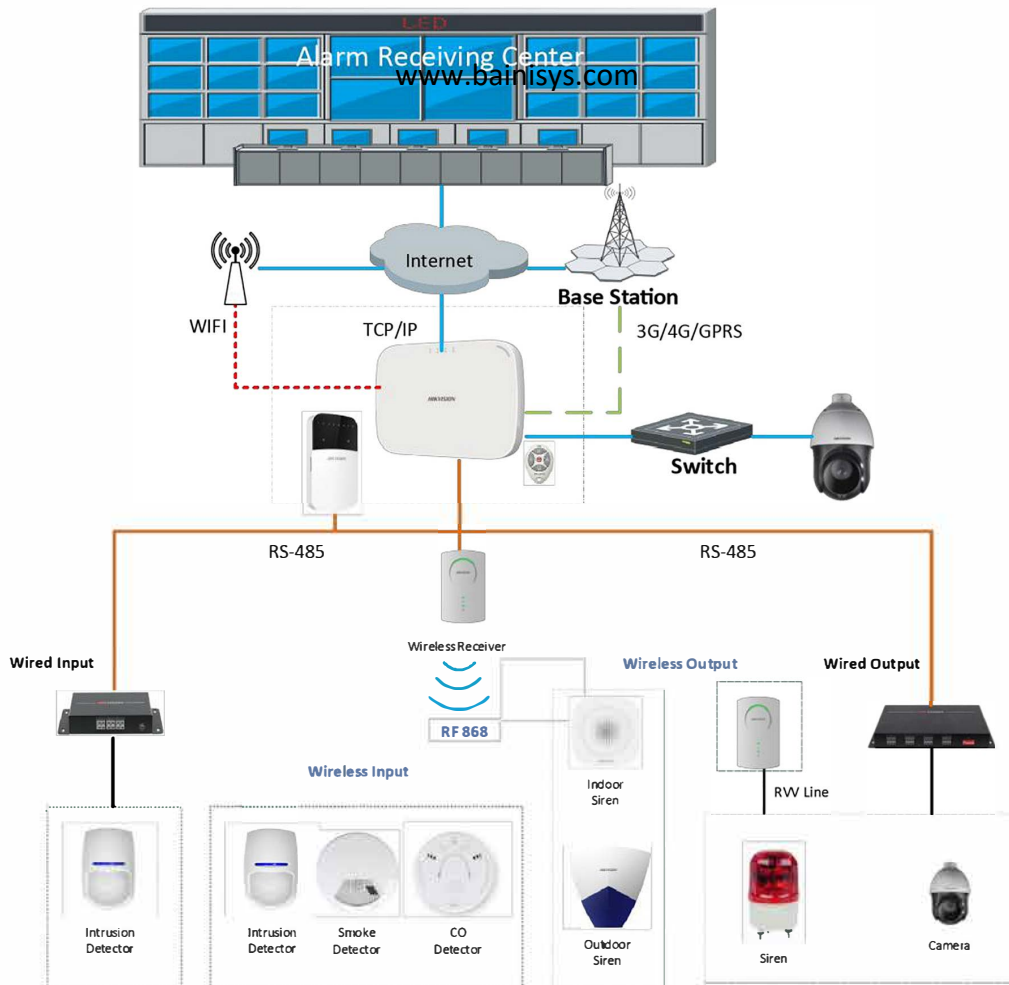 LED
Alarm Receiving Center
www.bainisys.com
Internet
Base Station
WIFI
TCP/IP
3G/4G/GPRS
HIKVISION
Switch
RS-485
RS-485
Wireless Receiver
Wired Input
Wireless Output
Wired Output
RF 868
Wireless Input
Indoor
Siren
RVV Line
Intrusion
Detector
Intrusion
Detector
Smoke
Detector
CO
Detector
Outdoor
Siren
Siren
Camera